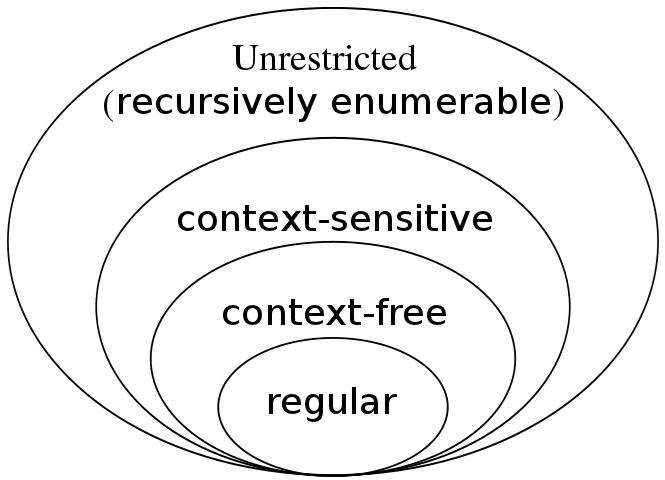 Unrestricted
(recursively enumerable)
context-sensitive
context-free
regular